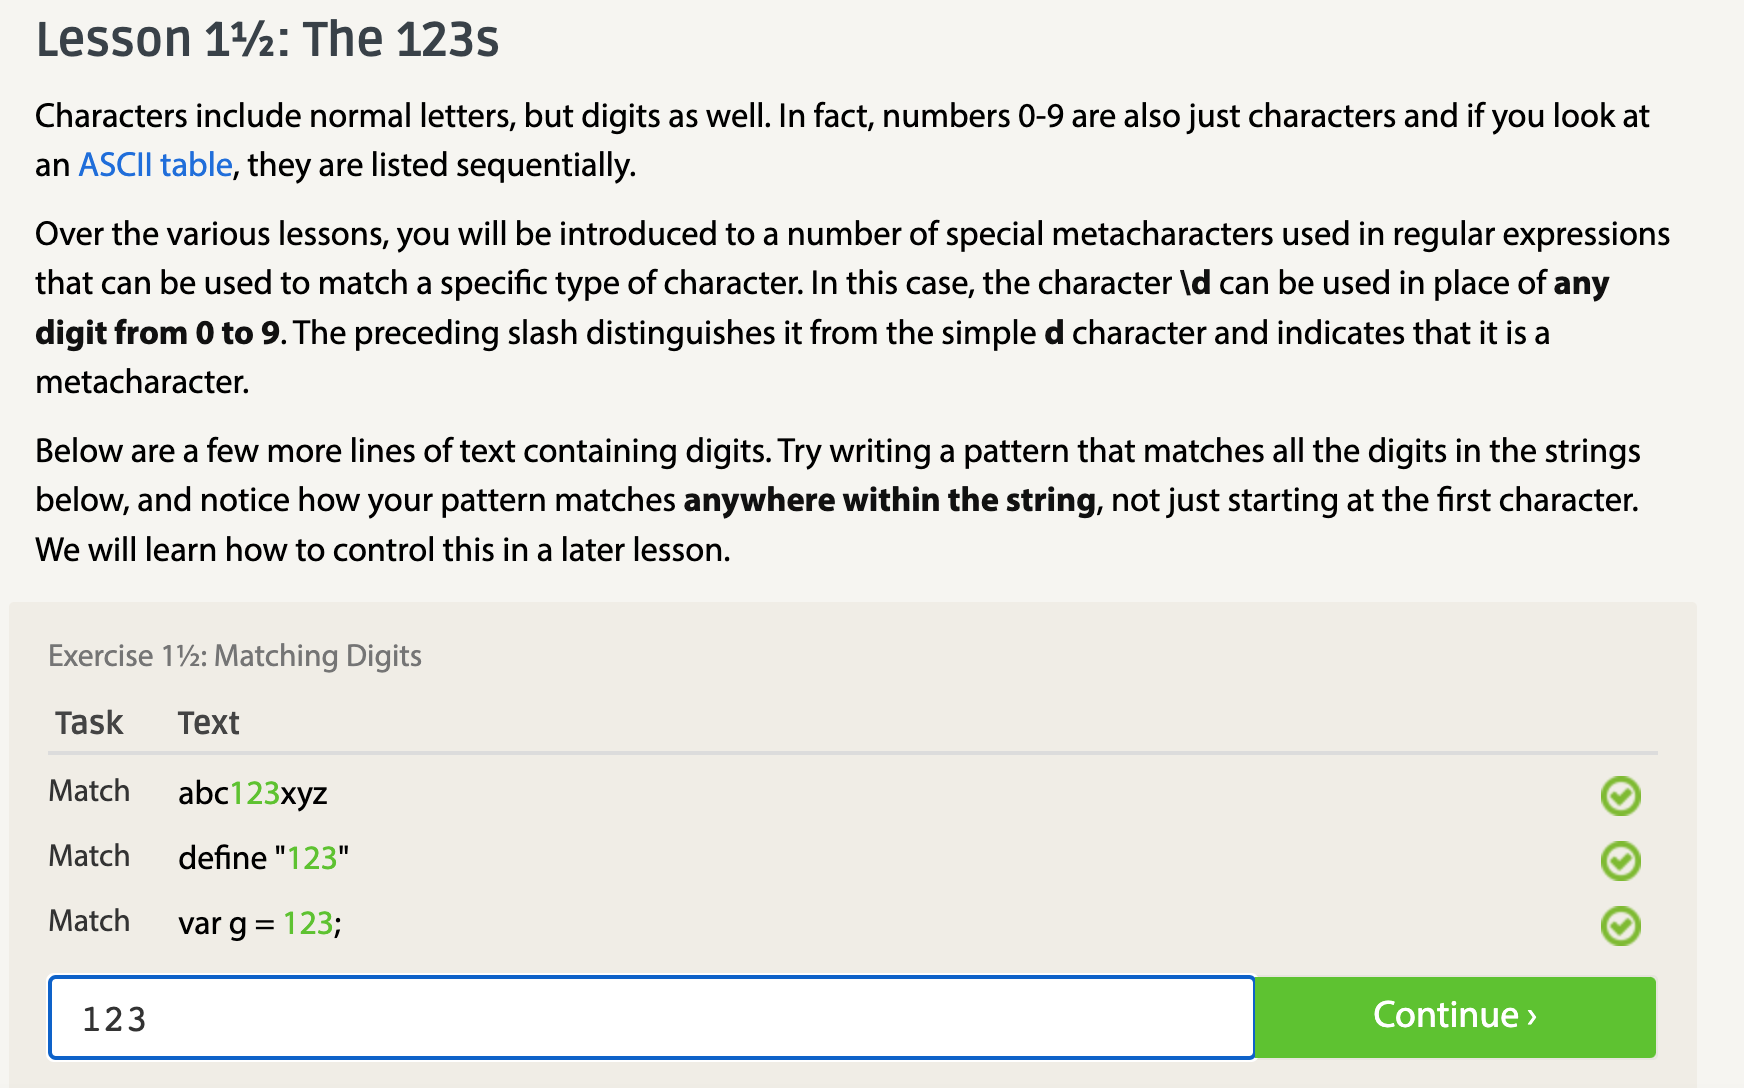 Lesson 1½: The 123s
Characters include normal letters, but digits as well. In fact, numbers 0-9 are also just characters and if you look at
an ASCII table, they are listed sequentially.
Over the various lessons, you will be introduced to a number of special metacharacters used in regular expressions
that can be used to match a specific type of character. In this case, the character \d can be used in place of any
digit from 0 to 9. The preceding slash distinguishes it from the simple d character and indicates that it is a
metacharacter.
Below are a few more lines of text containing digits. Try writing a pattern that matches all the digits in the strings
below, and notice how your pattern matches anywhere within the string, not just starting at the first character.
We will learn how to control this in a later lesson.
Exercise 1½: Matching Digits
Task Text
Match abc123xyz
Match define "123"
Match var g = 123;
123 Continue ›